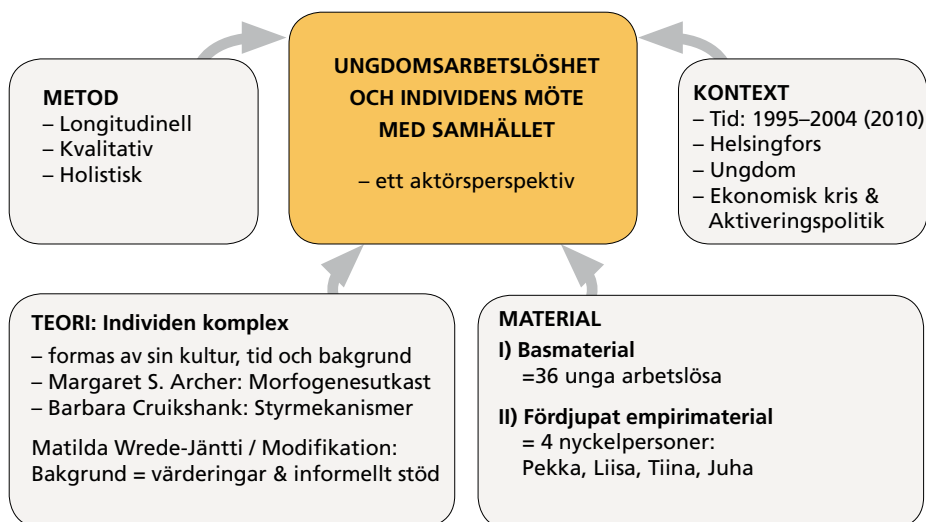 METOD
– Longitudinell
– Kvalitativ
– Holistisk
UNGDOMSARBETSLÖSHET
OCH INDIVIDENS MÖTE
MED SAMHÄLLET
– ett aktörsperspektiv
KONTEXT
– Tid: 1995–2004 (2010)
– Helsingfors
– Ungdom
– Ekonomisk kris &
Aktiveringspolitik
TEORI: Individen komplex
– formas av sin kultur, tid och bakgrund
– Margaret S. Archer: Morfogenesutkast
– Barbara Cruikshank: Styrmekanismer
Matilda Wrede-Jäntti / Modifikation:
Bakgrund = värderingar & informellt stöd
MATERIAL
I) Basmaterial
=36 unga arbetslösa
II) Fördjupat empirimaterial
= 4 nyckelpersoner:
Pekka, Liisa, Tiina, Juha